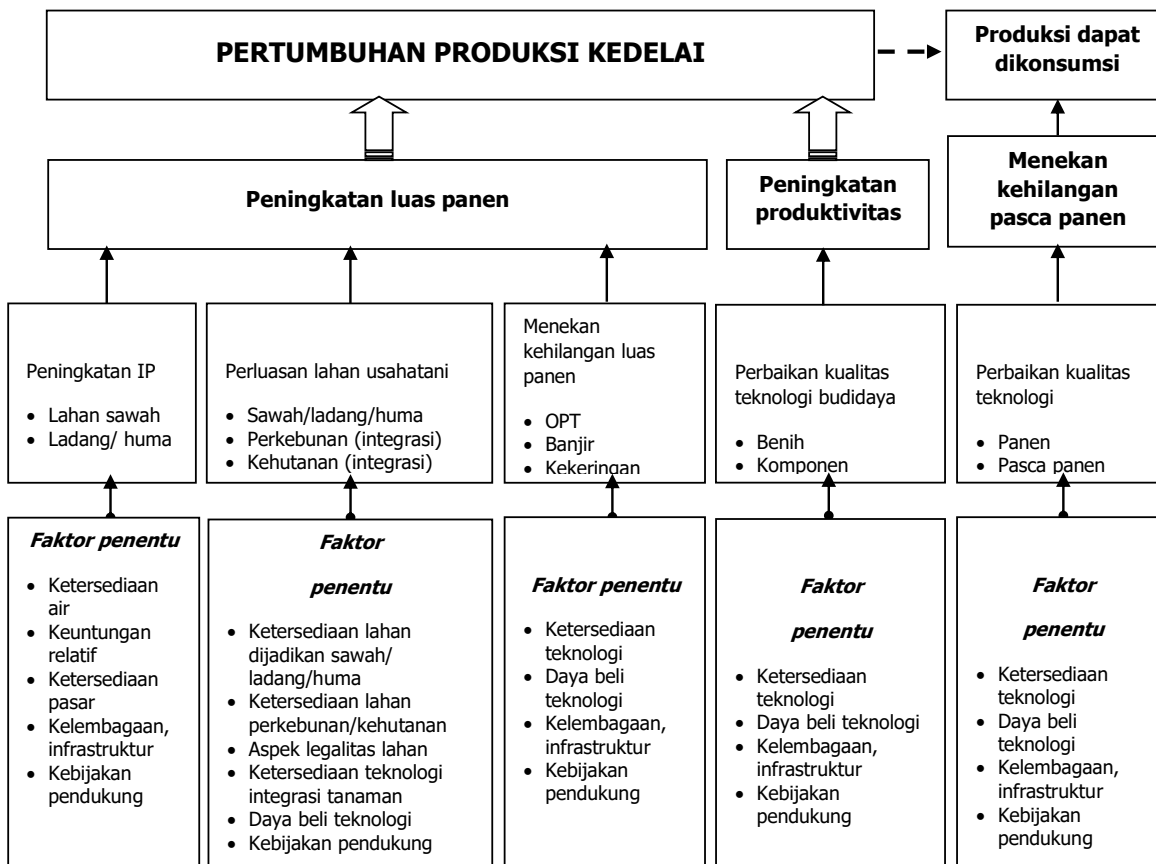 PERTUMBUHAN PRODUKSI KEDELAI
Produksi dapat
dikonsumsi
Peningkatan luas panen
Peningkatan
produktivitas
Menekan
kehilangan
pasca panen
Peningkatan IP
• Lahan sawah
• Ladang/ huma
Perluasan lahan usahatani
• Sawah/ladang/huma
• Perkebunan (integrasi)
• Kehutanan (integrasi)
Menekan
kehilangan luas
panen
• OPT
• Banjir
• Kekeringan
Perbaikan kualitas
teknologi budidaya
• Benih
• Komponen
Perbaikan kualitas
teknologi
• Panen
• Pasca panen
Faktor penentu
• Ketersediaan
air
• Keuntungan
relatif
• Ketersediaan
pasar
• Kelembagaan,
infrastruktur
• Kebijakan
pendukung
Faktor
penentu
• Ketersediaan lahan
dijadikan sawah/
ladang/huma
• Ketersediaan lahan
perkebunan/kehutanan
• Aspek legalitas lahan
• Ketersediaan teknologi
integrasi tanaman
• Daya beli teknologi
• Kebijakan pendukung
Faktor penentu
• Ketersediaan
teknologi
• Daya beli
teknologi
• Kelembagaan,
infrastruktur
• Kebijakan
pendukung
Faktor
penentu
• Ketersediaan
teknologi
• Daya beli teknologi
• Kelembagaan,
infrastruktur
• Kebijakan
pendukung
Faktor
penentu
• Ketersediaan
teknologi
• Daya beli
teknologi
• Kelembagaan,
infrastruktur
• Kebijakan
pendukung